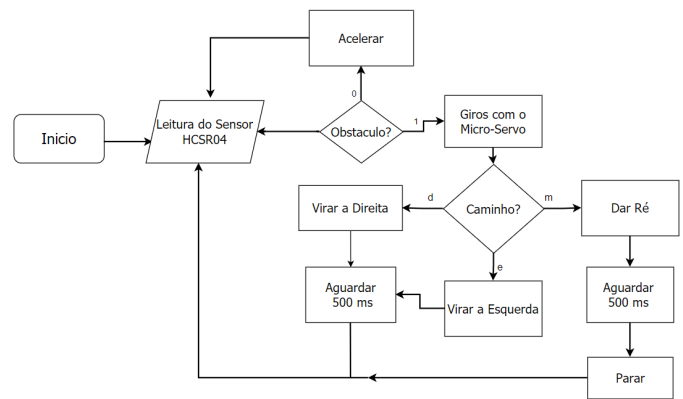 Acelerar
0
Inicio
Leitura do Sensor
HCSR04
Obstaculo?
1
Giros com o
Micro-Servo
Virar a Direita
d
Caminho?
m
Dar Ré
e
Aguardar
500 ms
Virar a Esquerda
Aguardar
500 ms
Parar